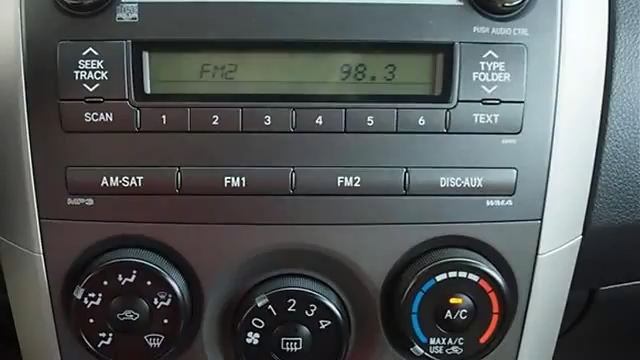 PUSH AUDIO CTRL
SEEK TRACK
FM2 98.3
TYPE FOLDER
SCAN 1 2 3 4 5 6 TEXT
AM-SAT FM1 FM2 DISC-AUX
MP3 WMA
0 1 2 3 4
A/C
MAX A/C
USE